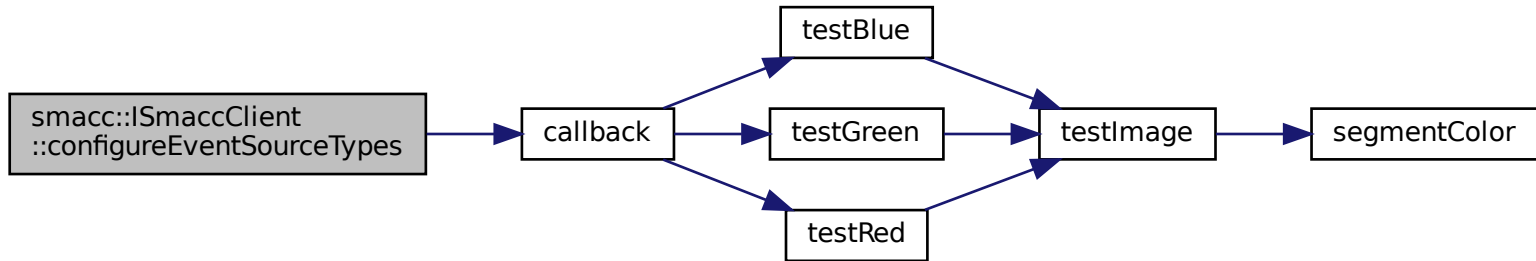 smacc::ISmaccClient
::configureEventSourceTypes
callback
testBlue
testGreen
testRed
testImage
segmentColor